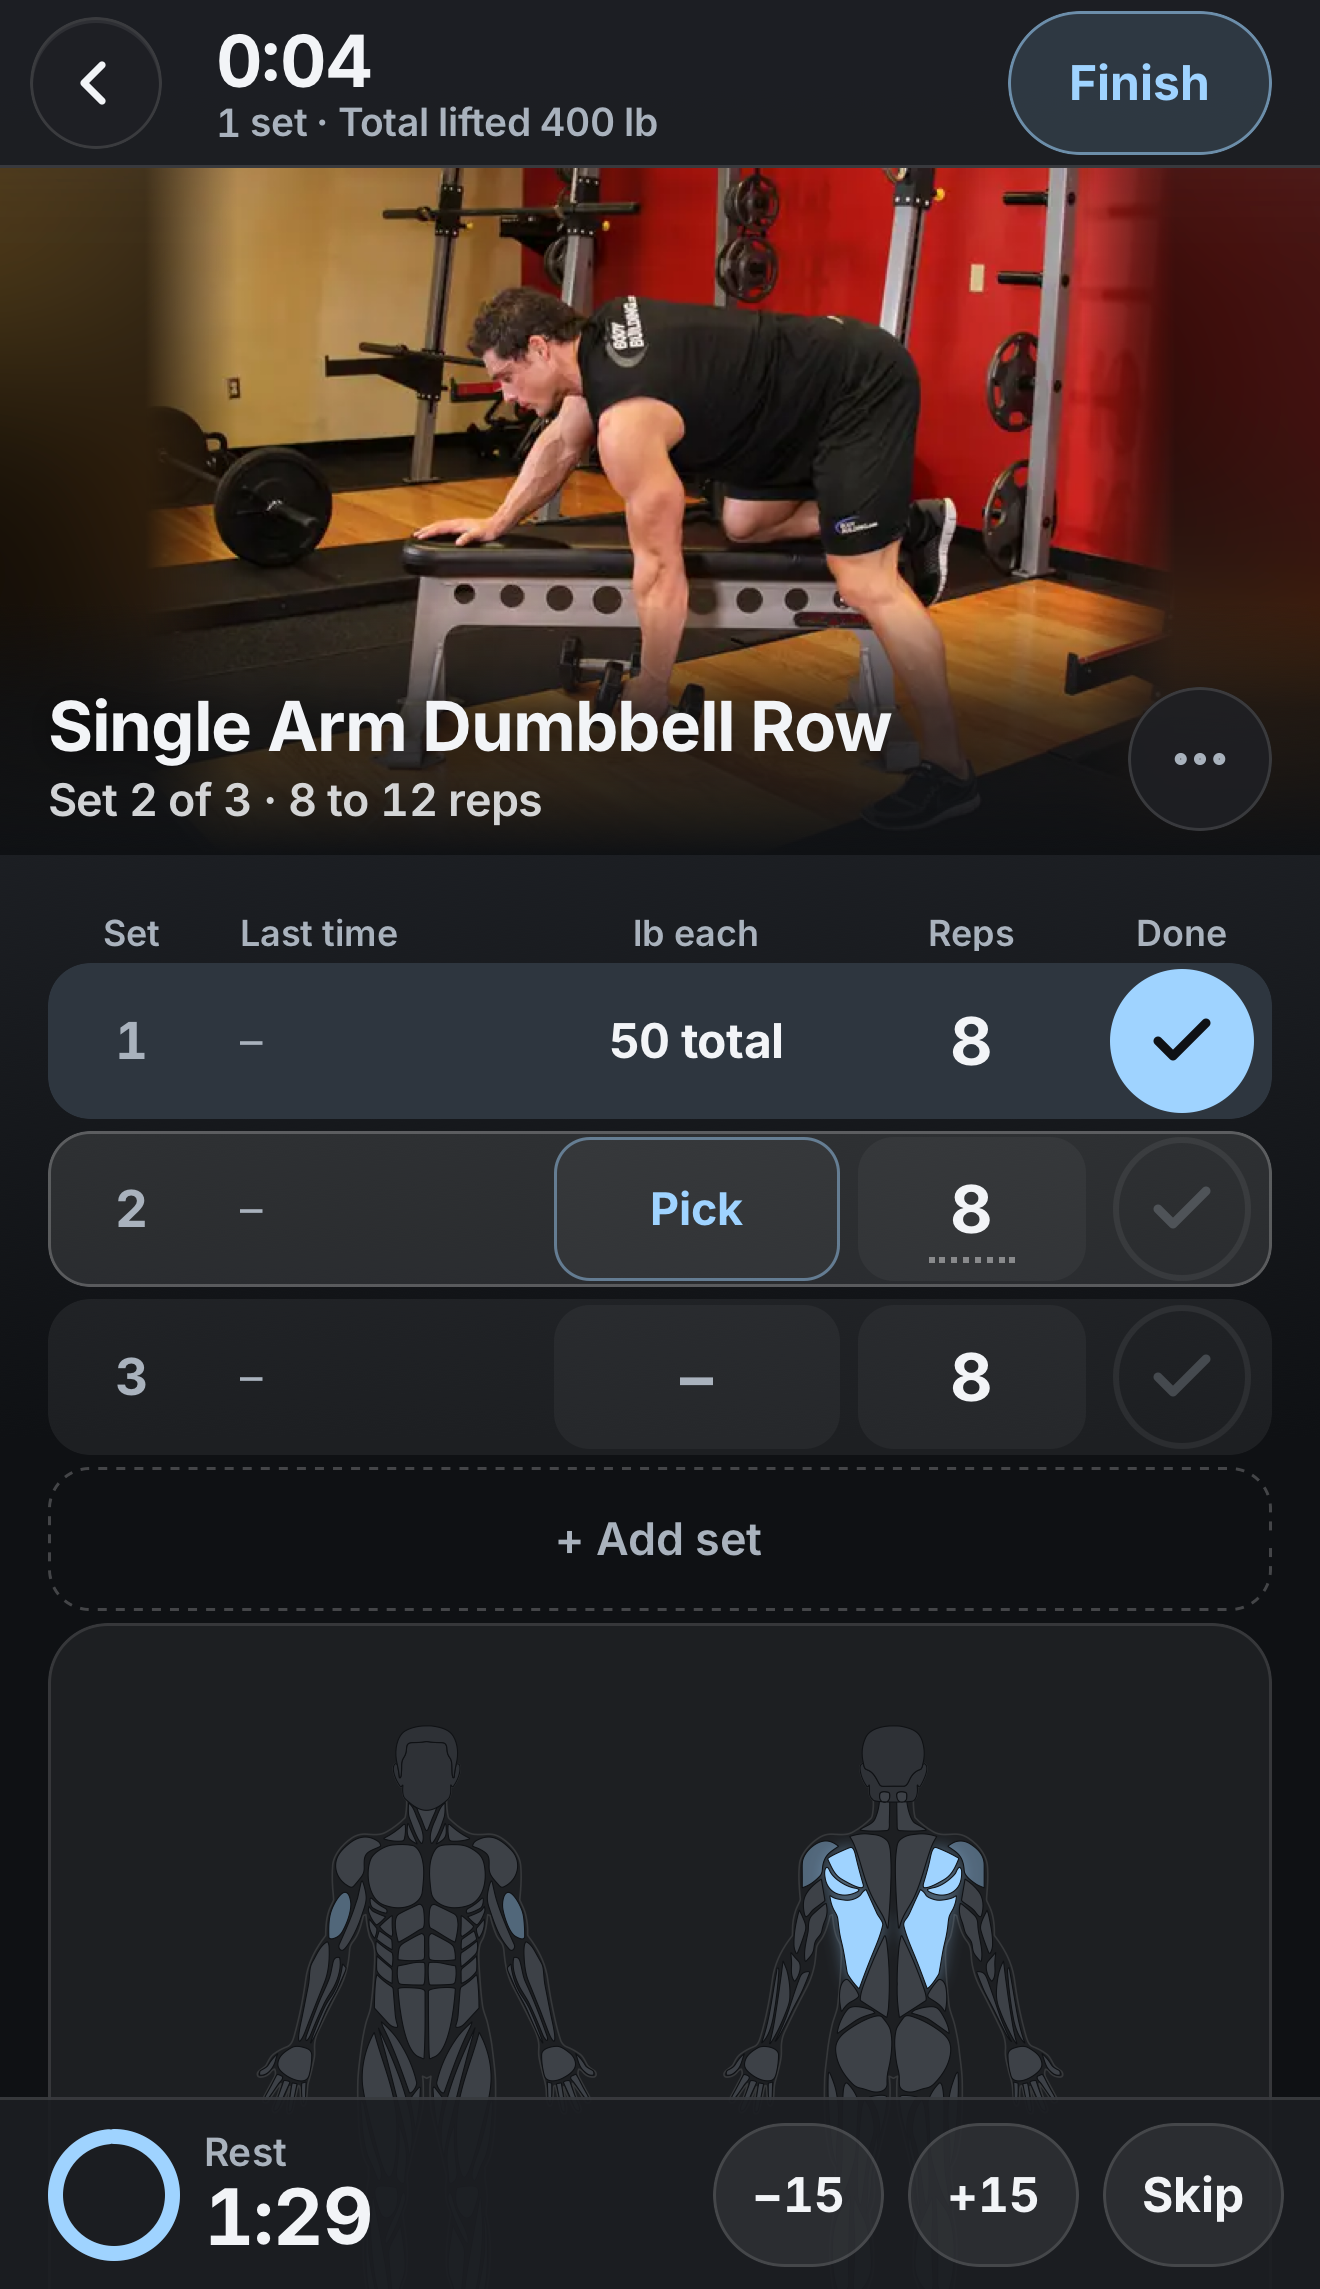 0:04
1 set · Total lifted 400 lb
Finish
BODY
BUILDING
Single Arm Dumbbell Row
Set 2 of 3 · 8 to 12 reps
Set Last time lb each Reps Done
1 – 50 total 8
2 – Pick 8
3 – – 8
+ Add set
Rest
1:29
−15 +15 Skip